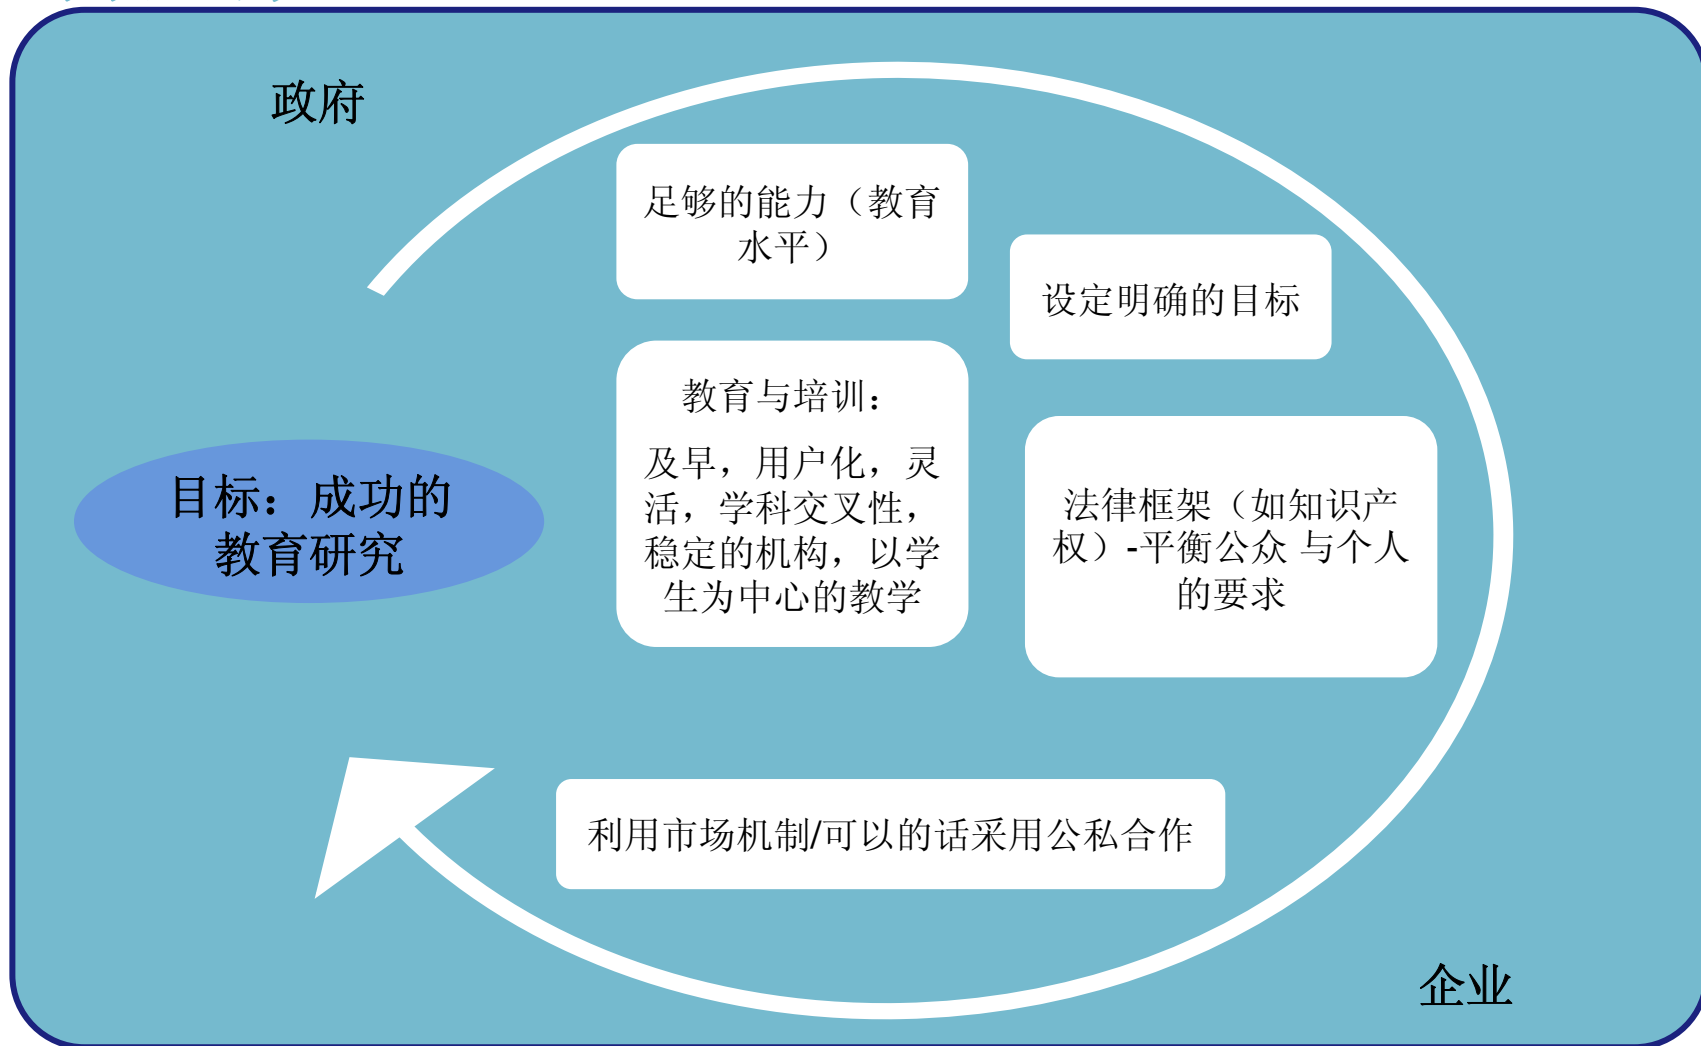 政府
足够的能力（教育
水平）
设定明确的目标
教育与培训：
及早，用户化，灵
活，学科交叉性，
稳定的机构，以学
生为中心的教学
目标：成功的
教育研究
法律框架（如知识产
权）-平衡公众 与个人
的要求
利用市场机制/可以的话采用公私合作
企业